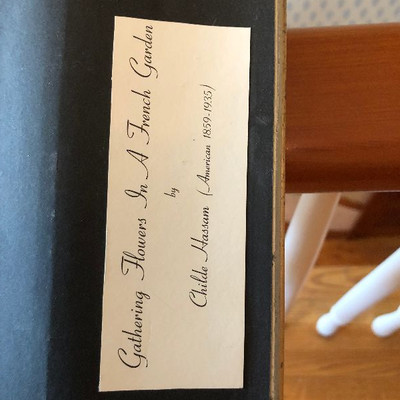 Gathering Flowers In A French Garden
by
Childe Hassam (American 1859-1935)